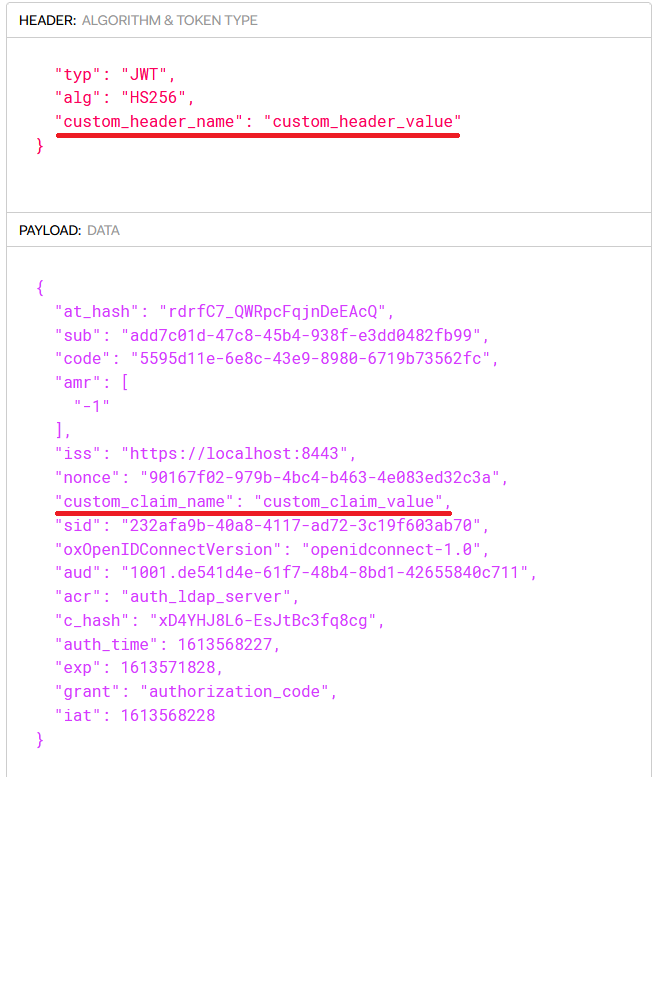 HEADER: ALGORITHM & TOKEN TYPE
"typ": "JWT",
"alg": "HS256",
"custom_header_name": "custom_header_value"
}
PAYLOAD: DATA
{
"at_hash": "rdrfC7_QWRpcFqjnDeEAcQ",
"sub": "add7c01d-47c8-45b4-938f-e3dd0482fb99",
"code": "5595d11e-6e8c-43e9-8980-6719b73562fc",
"amr": [
"-1"
],
"iss": "https://localhost:8443",
"nonce": "90167f02-979b-4bc4-b463-4e083ed32c3a",
"custom_claim_name": "custom_claim_value",
"sid": "232afa9b-40a8-4117-ad72-3c19f603ab70",
"oxOpenIDConnectVersion": "openidconnect-1.0",
"aud": "1001.de541d4e-61f7-48b4-8bd1-42655840c711",
"acr": "auth_ldap_server",
"c_hash": "xD4YHJ8L6-EsJtBc3fq8cg",
"auth_time": 1613568227,
"exp": 1613571828,
"grant": "authorization_code",
"iat": 1613568228
}